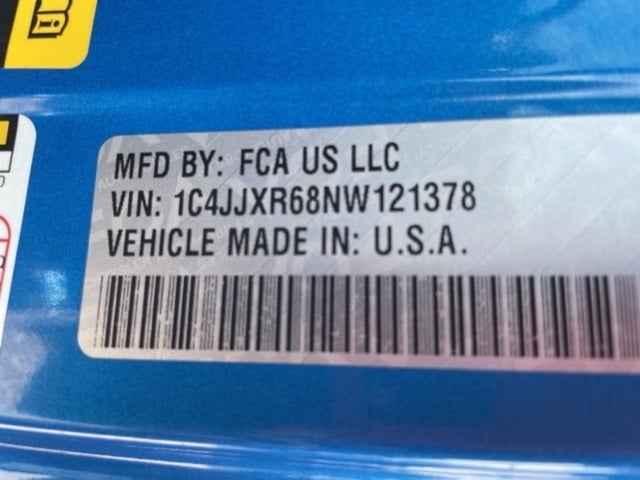 MFD BY: FCA US LLC
VIN: 1C4JJXR68NW121378
VEHICLE MADE IN: U.S.A.